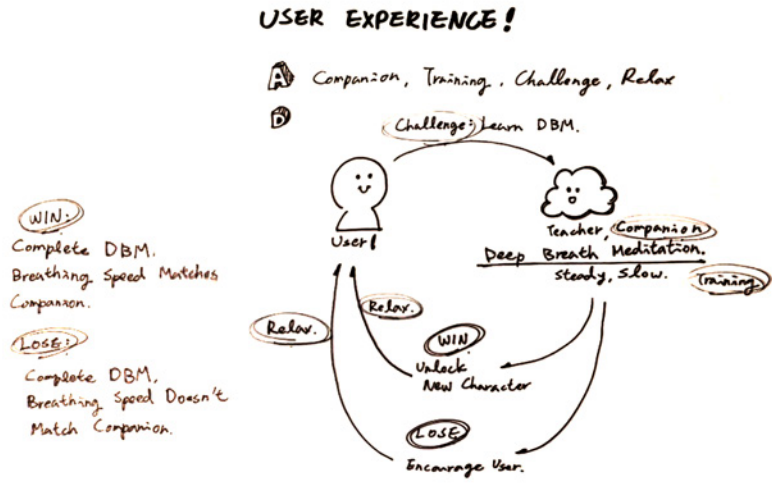 USER EXPERIENCE!
A Companion, Training, Challenge, Relax
D
Challenge: Learn DBM.
User!
Teacher, Companion
Deep Breath Meditation.
Steady, Slow.
Training
WIN:
Complete DBM.
Breathing Speed Matches
Companion.
LOSE:
Complete DBM.
Breathing Speed Doesn't
Match Companion.
Relax.
Relax.
WIN
Unlock
New Character
LOSE
Encourage User.